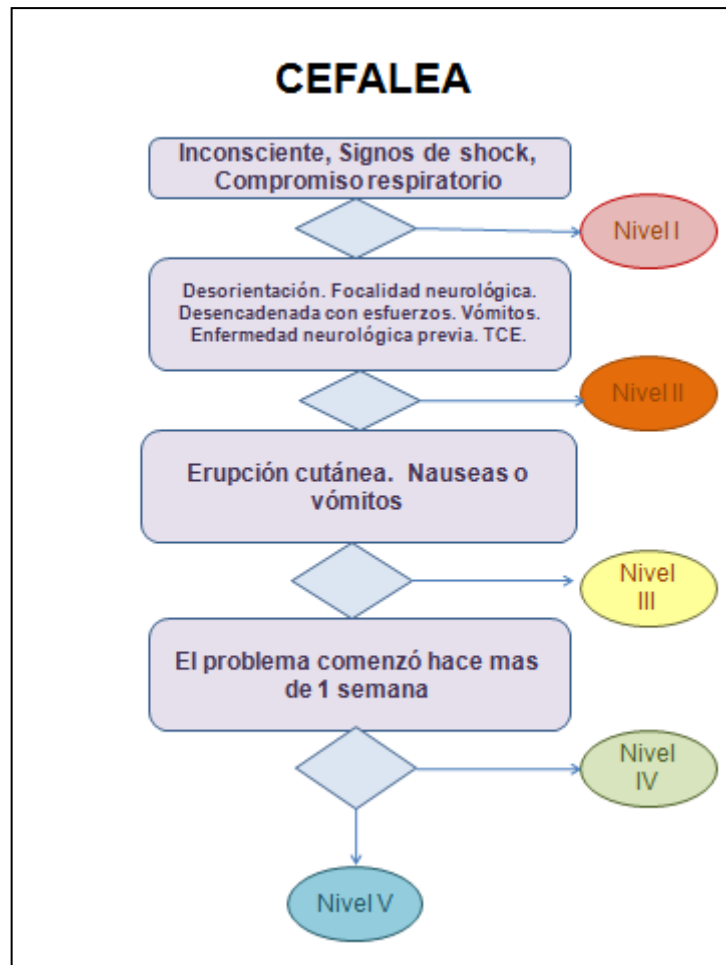 CEFALEA
Inconsciente, Signos de shock,
Compromiso respiratorio
Nivel I
Desorientación. Focalidad neurológica.
Desencadenada con esfuerzos. Vómitos.
Enfermedad neurológica previa. TCE.
Nivel II
Erupción cutánea. Nauseas o
vómitos
Nivel
III
El problema comenzó hace mas
de 1 semana
Nivel
IV
Nivel V